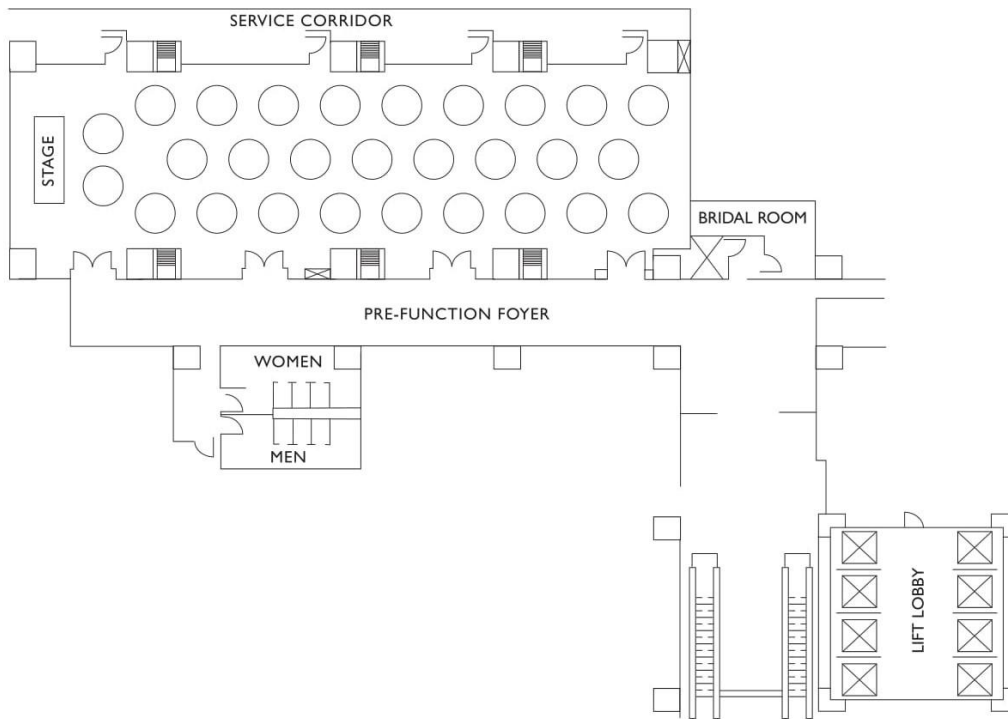 SERVICE CORRIDOR
STAGE
BRIDAL ROOM
PRE-FUNCTION FOYER
WOMEN
MEN
LIFT LOBBY